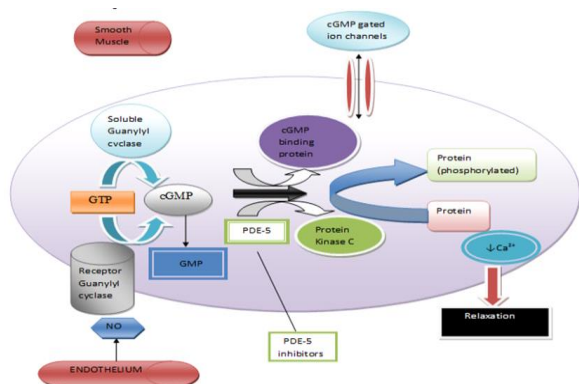 Smooth
Muscle
cGMP gated
ion channels
Soluble
Guanylyl
cyclase
cGMP
binding
protein
Protein
(phosphorylated)
GTP
cGMP
PDE-5
Protein
Kinase C
Protein
GMP
↓Ca²⁺
Receptor
Guanylyl
cyclase
Relaxation
NO
PDE-5
inhibitors
ENDOTHELIUM